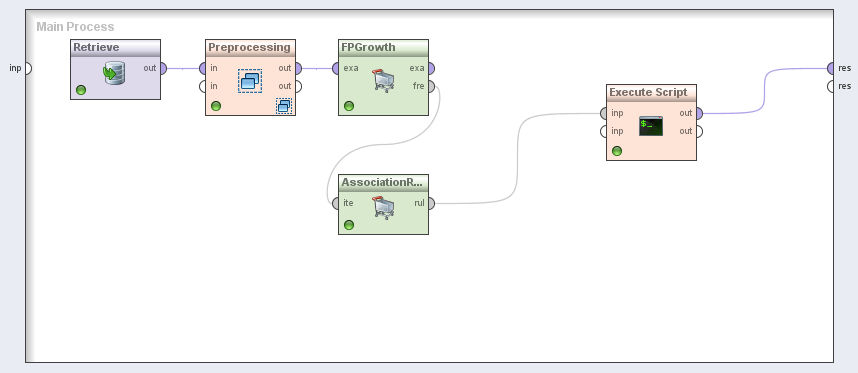 Main Process
Retrieve
Preprocessing
FPGrowth
inp
out
in
out
exa
exa
res
in
out
fre
res
Execute Script
inp
out
$_
inp
out
AssociationR...
ite
rul